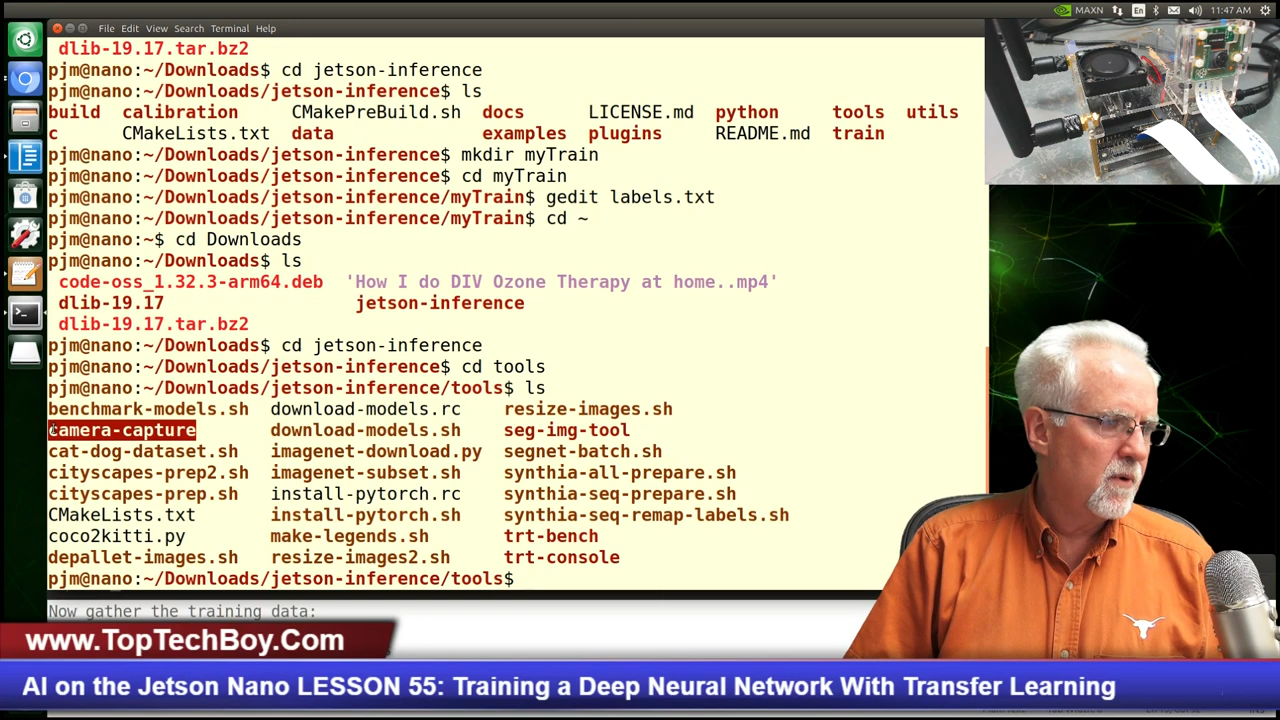 File Edit View Search Terminal Help MAXN En 11:47 AM
dlib-19.17.tar.bz2
pjm@nano:~/Downloads$ cd jetson-inference
pjm@nano:~/Downloads/jetson-inference$ ls
build calibration CMakePreBuild.sh docs LICENSE.md python tools utils
c CMakeLists.txt data examples plugins README.md train
pjm@nano:~/Downloads/jetson-inference$ mkdir myTrain
pjm@nano:~/Downloads/jetson-inference$ cd myTrain
pjm@nano:~/Downloads/jetson-inference/myTrain$ gedit labels.txt
pjm@nano:~/Downloads/jetson-inference/myTrain$ cd ~
pjm@nano:~$ cd Downloads
pjm@nano:~/Downloads$ ls
code-oss_1.32.3-arm64.deb 'How I do DIV Ozone Therapy at home..mp4'
dlib-19.17 jetson-inference
dlib-19.17.tar.bz2
pjm@nano:~/Downloads$ cd jetson-inference
pjm@nano:~/Downloads/jetson-inference$ cd tools
pjm@nano:~/Downloads/jetson-inference/tools$ ls
benchmark-models.sh download-models.rc resize-images.sh
camera-capture download-models.sh seg-img-tool
cat-dog-dataset.sh imagenet-download.py segnet-batch.sh
cityscapes-prep2.sh imagenet-subset.sh synthia-all-prepare.sh
cityscapes-prep.sh install-pytorch.rc synthia-seq-prepare.sh
CMakeLists.txt install-pytorch.sh synthia-seq-remap-labels.sh
coco2kitti.py make-legends.sh trt-bench
depallet-images.sh resize-images2.sh trt-console
pjm@nano:~/Downloads/jetson-inference/tools$
Now gather the training data:
www.TopTechBoy.Com
AI on the Jetson Nano LESSON 55: Training a Deep Neural Network With Transfer Learning